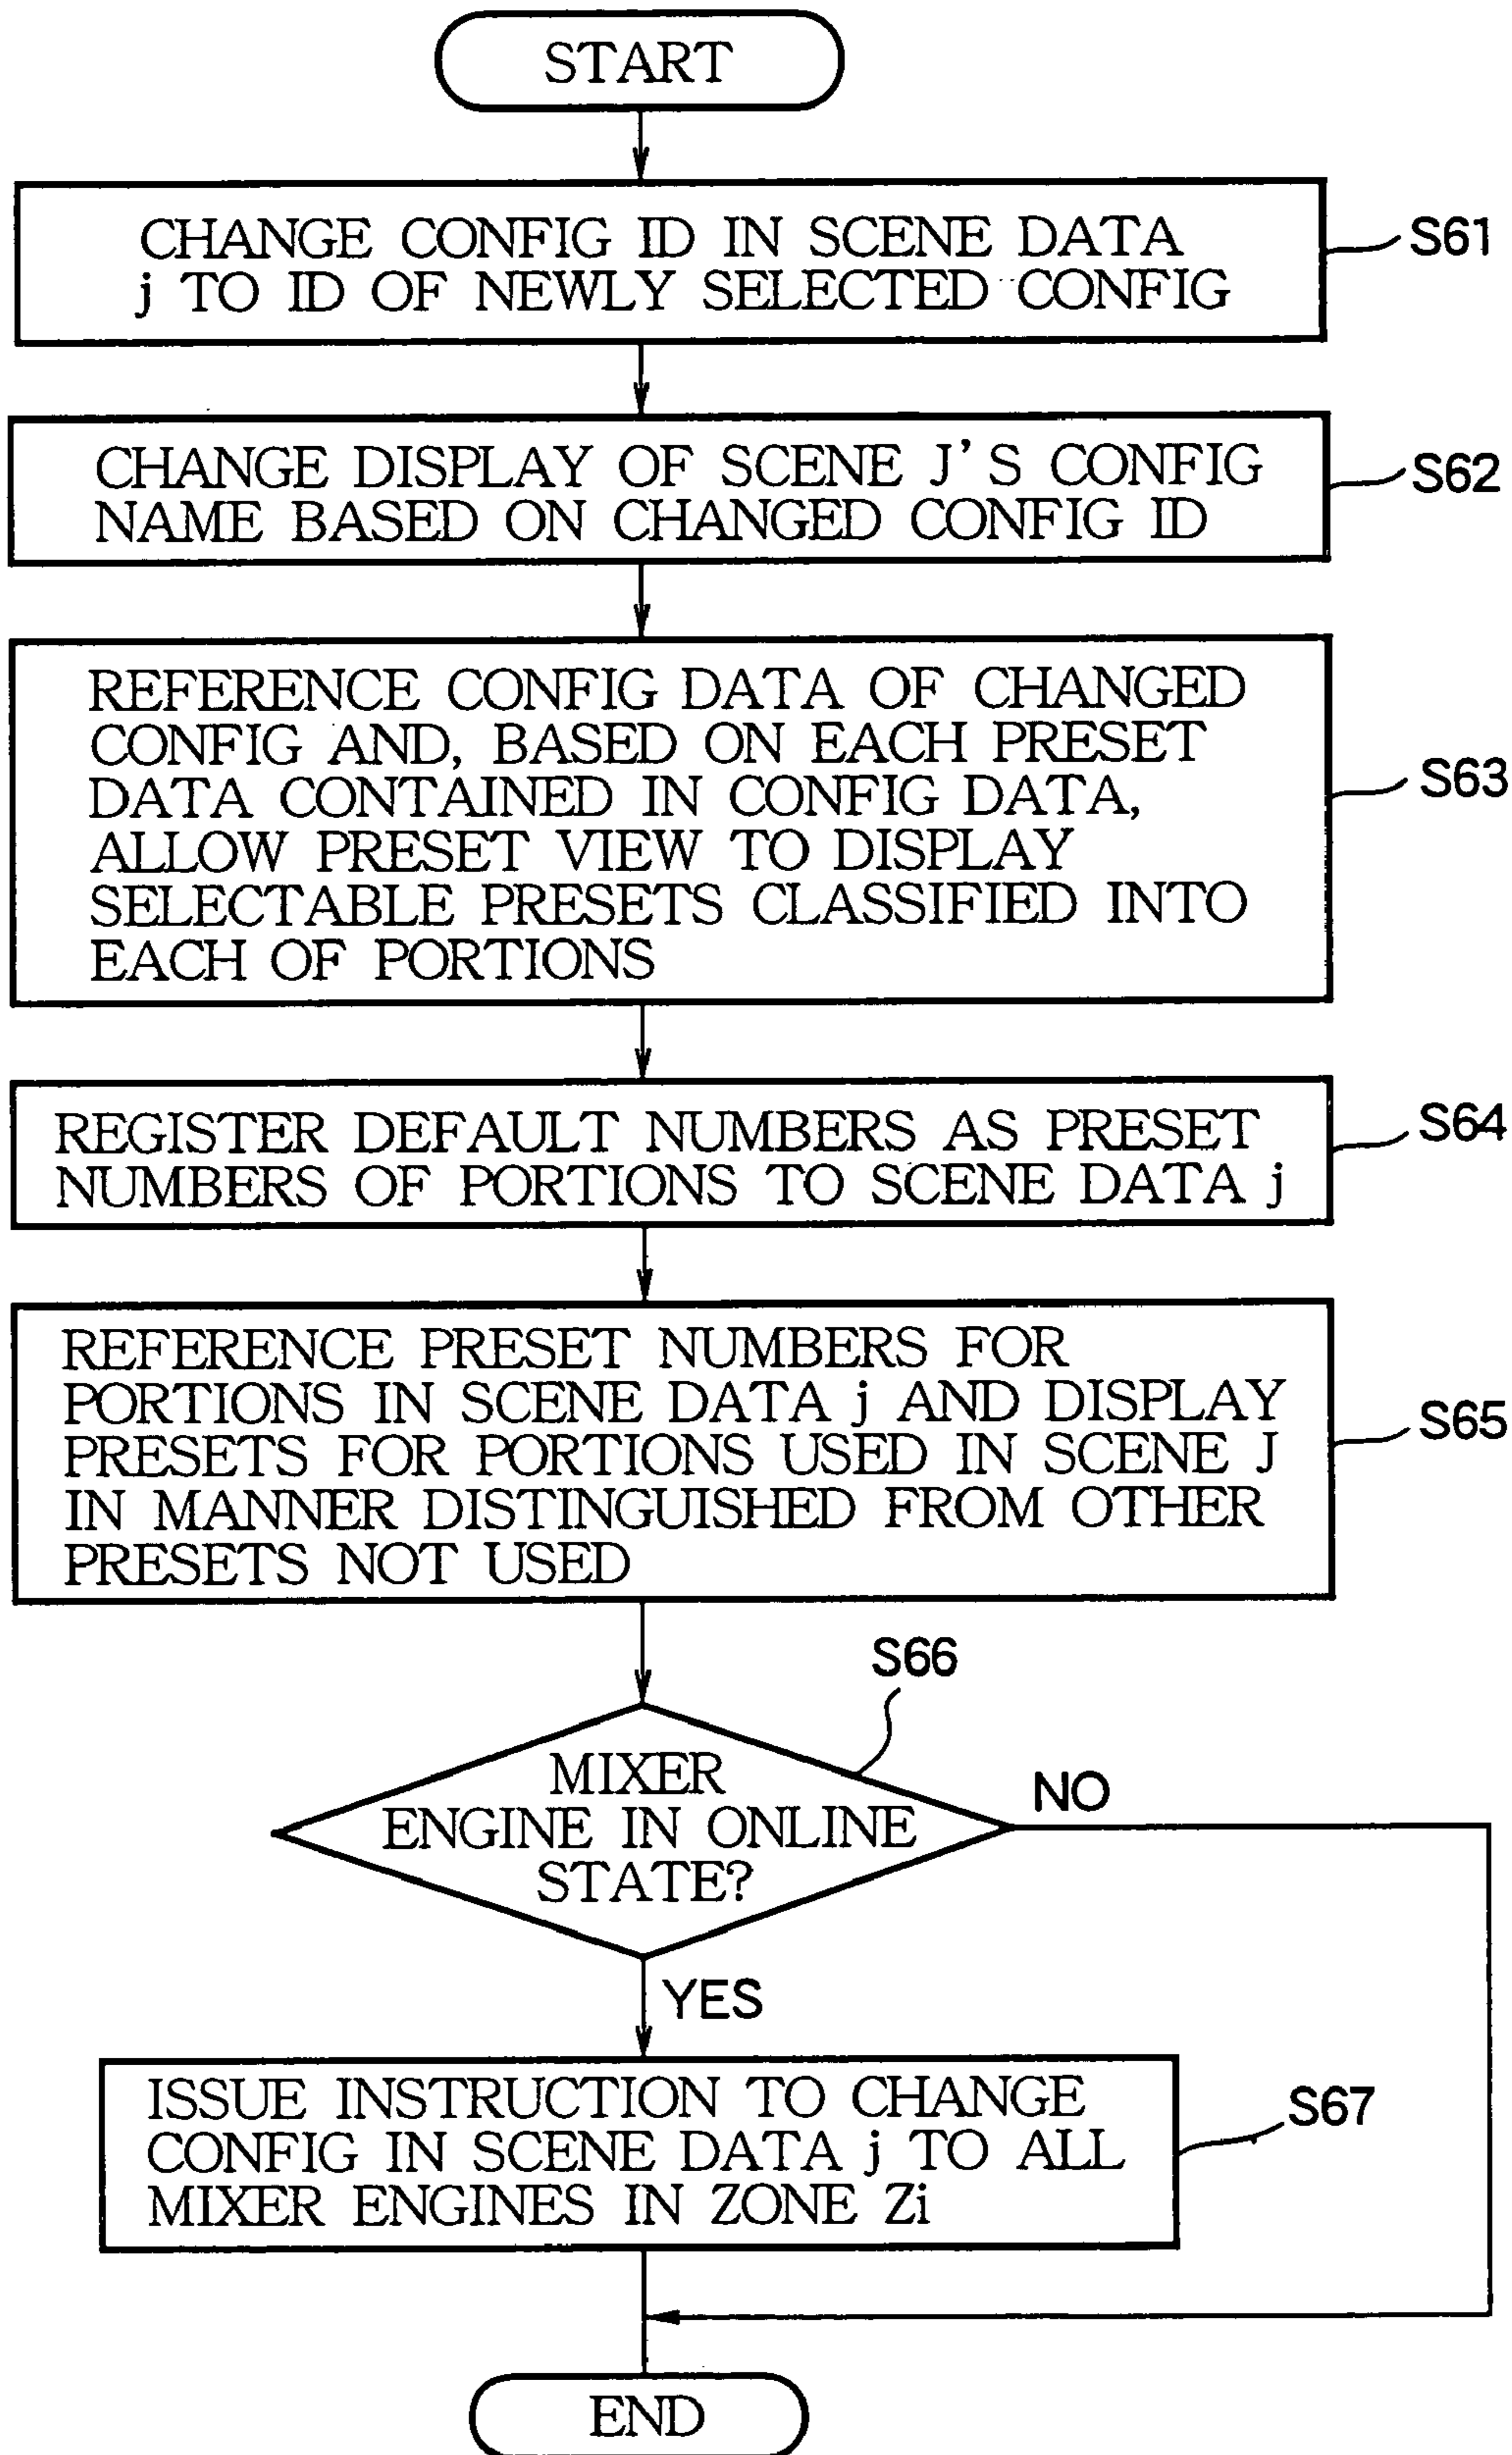 START
CHANGE CONFIG ID IN SCENE DATA
j TO ID OF NEWLY SELECTED CONFIG
S61
CHANGE DISPLAY OF SCENE J'S CONFIG
NAME BASED ON CHANGED CONFIG ID
S62
REFERENCE CONFIG DATA OF CHANGED
CONFIG AND, BASED ON EACH PRESET
DATA CONTAINED IN CONFIG DATA,
ALLOW PRESET VIEW TO DISPLAY
SELECTABLE PRESETS CLASSIFIED INTO
EACH OF PORTIONS
S63
REGISTER DEFAULT NUMBERS AS PRESET
NUMBERS OF PORTIONS TO SCENE DATA j
S64
REFERENCE PRESET NUMBERS FOR
PORTIONS IN SCENE DATA j AND DISPLAY
PRESETS FOR PORTIONS USED IN SCENE J
IN MANNER DISTINGUISHED FROM OTHER
PRESETS NOT USED
S65
S66
MIXER
ENGINE IN ONLINE
STATE?
NO
YES
ISSUE INSTRUCTION TO CHANGE
CONFIG IN SCENE DATA j TO ALL
MIXER ENGINES IN ZONE Zi
S67
END